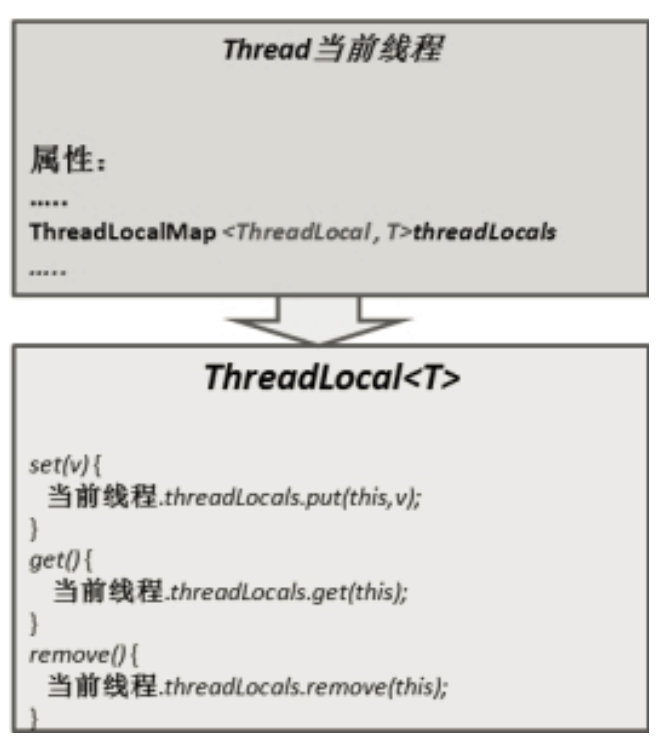 Thread当前线程
属性:
.....
ThreadLocalMap <ThreadLocal, T>threadLocals
.....
ThreadLocal<T>
set(v){
当前线程.threadLocals.put(this,v);
}
get(){
当前线程.threadLocals.get(this);
}
remove(){
当前线程.threadLocals.remove(this);
}